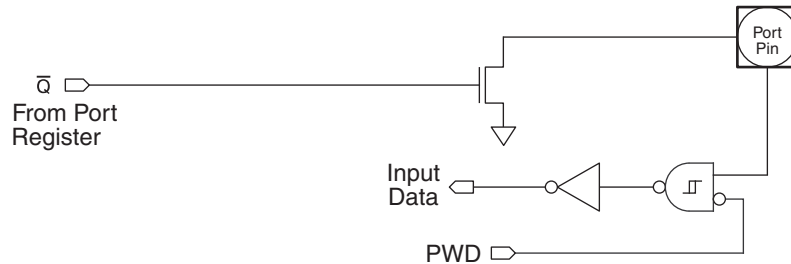 Port
Pin
Q̅
From Port
Register
Input
Data
PWD